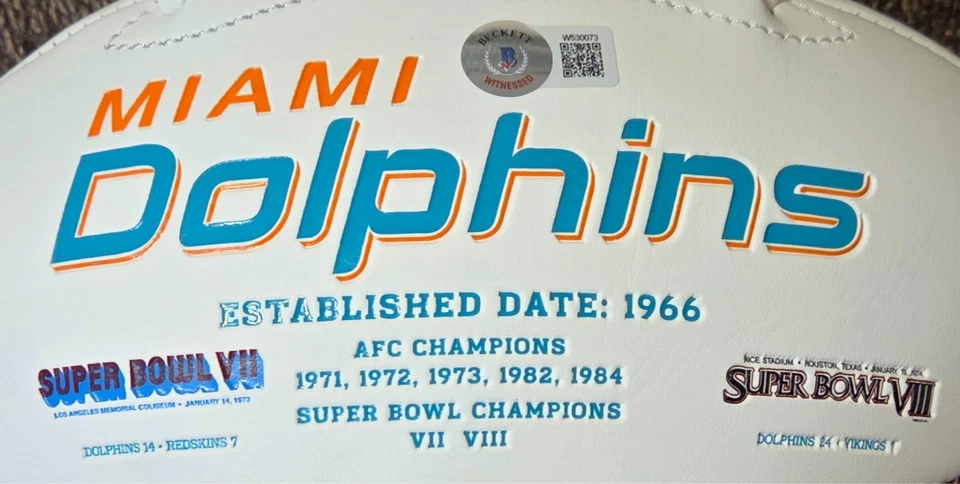 BECKETT
B
WITNESSED
W530073
MIAMI
Dolphins
ESTABLISHED DATE: 1966
AFC CHAMPIONS
1971, 1972, 1973, 1982, 1984
SUPER BOWL CHAMPIONS
VII VIII
SUPER BOWL VII
LOS ANGELES MEMORIAL COLISEUM • JANUARY 14, 1973
DOLPHINS 14 • REDSKINS 7
RICE STADIUM • HOUSTON, TEXAS • JANUARY
SUPER BOWL VIII
DOLPHINS 24 • VIKINGS